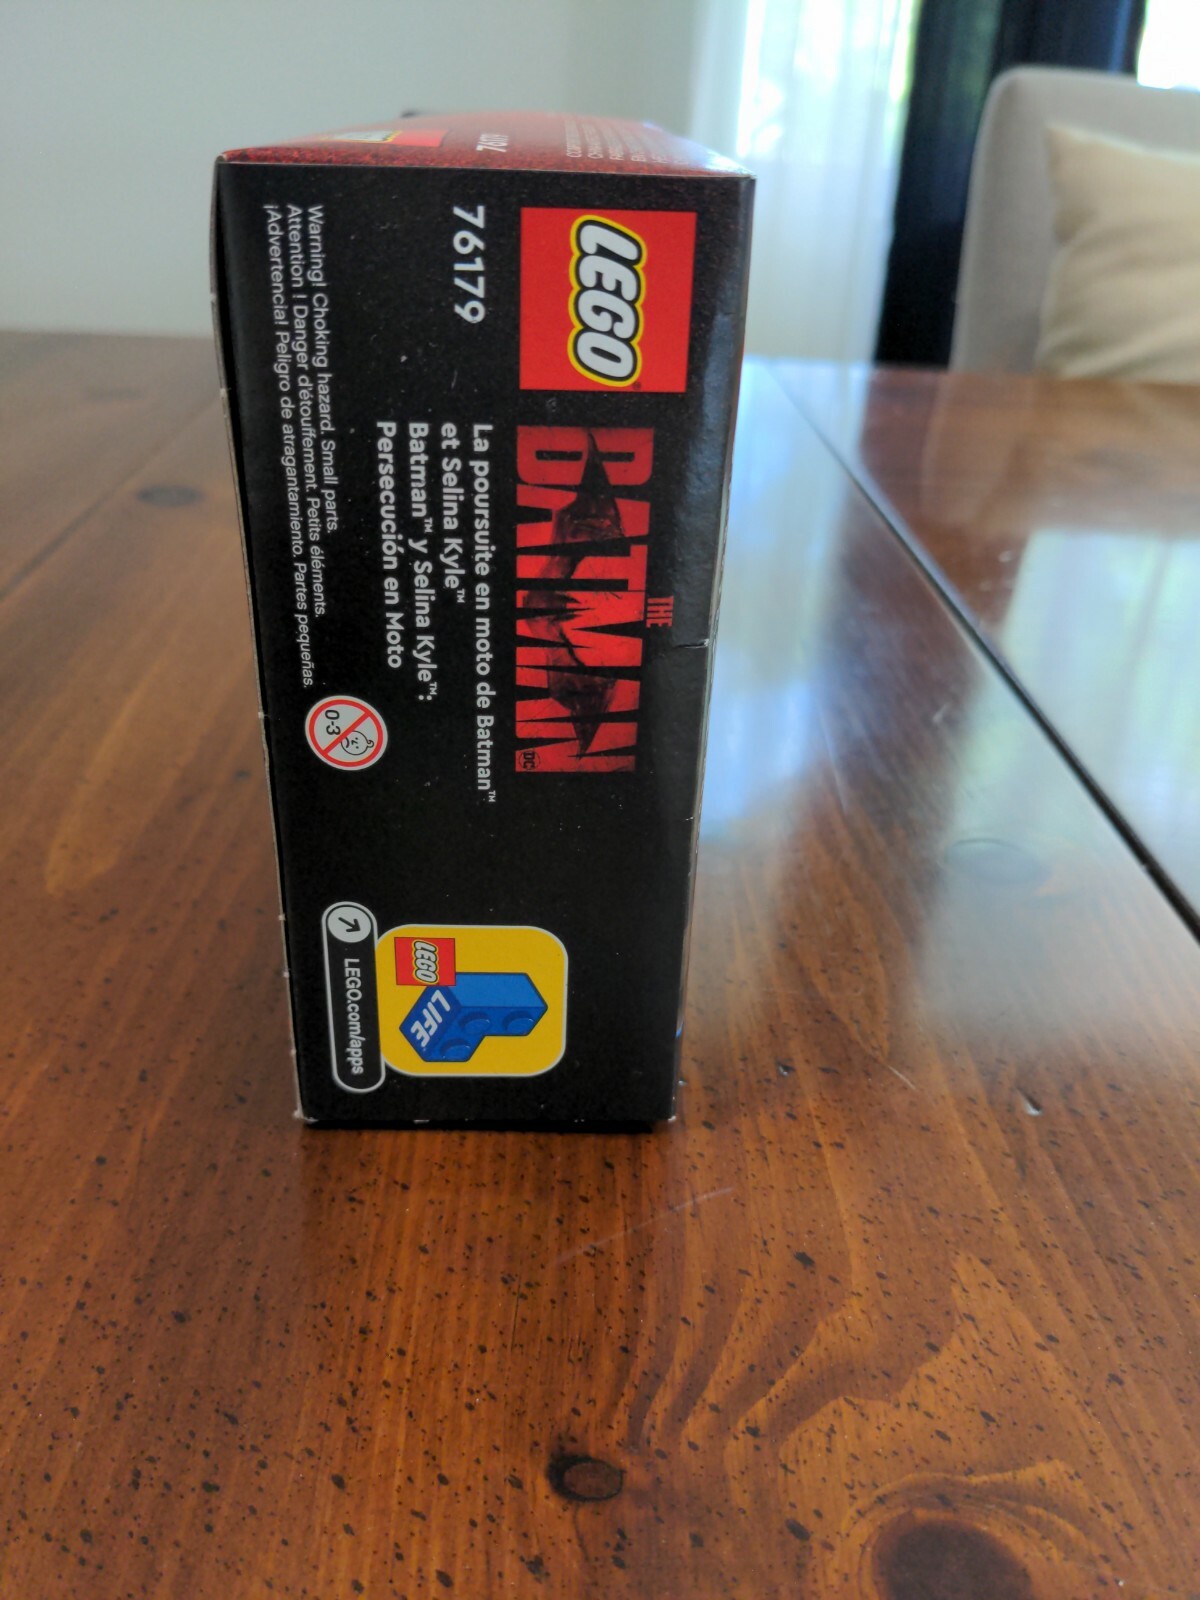 76179
LEGO
THE
BATMAN
DC
76179
La poursuite en moto de Batman™
et Selina Kyle™
Batman™ y Selina Kyle™:
Persecución en Moto
Warning! Choking hazard. Small parts.
Attention ! Danger d'étouffement. Petits éléments.
¡Advertencia! Peligro de atragantamiento. Partes pequeñas.
0-3
LEGO
LIFE
LEGO.com/apps